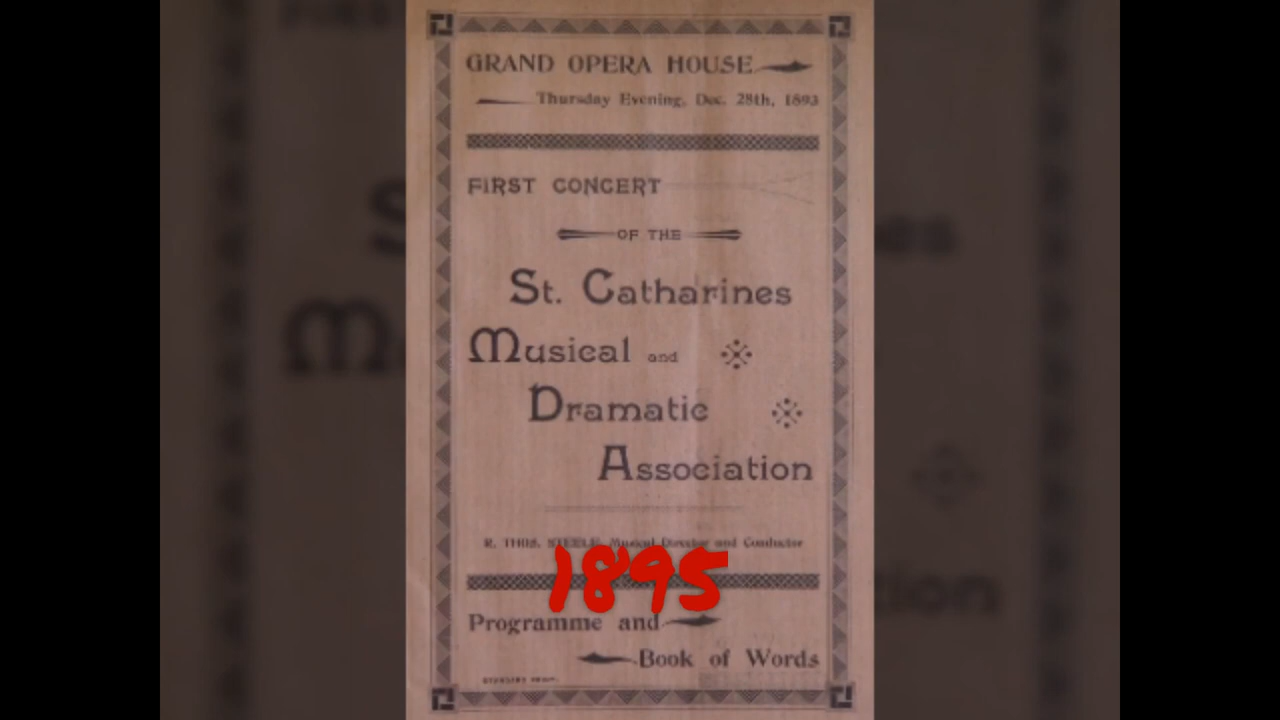 GRAND OPERA HOUSE
Thursday Evening, Dec. 28th, 1893
FIRST CONCERT
OF THE
St. Catharines
Musical and
Dramatic
Association
R. THOS. STEELE, Musical Director and Conductor
1895
Programme and
Book of Words